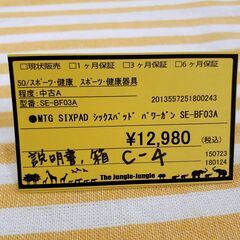 □現状販売 □1ヶ月保証 □3ヶ月保証 □6ヶ月保証
50/スポーツ・健康 スポーツ・健康器具
程度:中古A
型番:SE-BF03A 2013557251800243
●MTG SIXPAD シックスパッド パワーガン SE-BF03A
¥12,980 (税込)
説明書,箱 C-4
150723
180124
The Jungle-Jungle